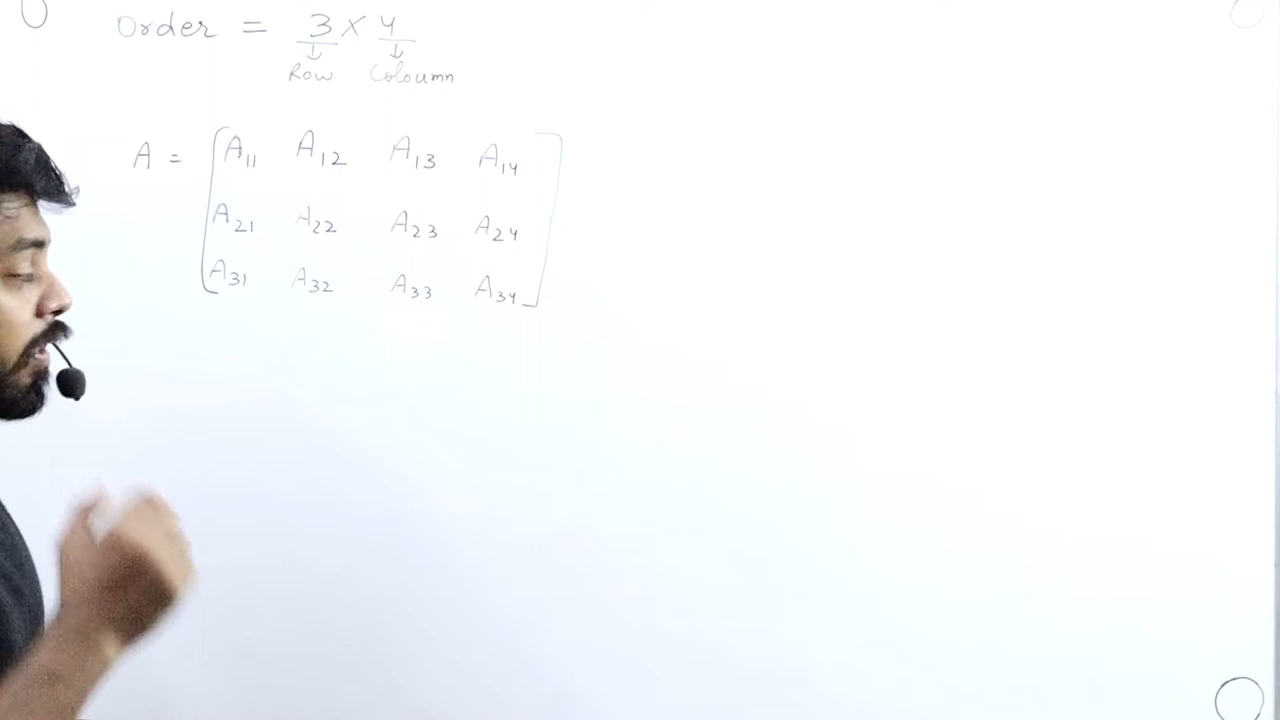 Order = 3 × 4
↓ ↓
Row Coloumn
A = [ A11 A12 A13 A14
A21 A22 A23 A24
A31 A32 A33 A34 ]